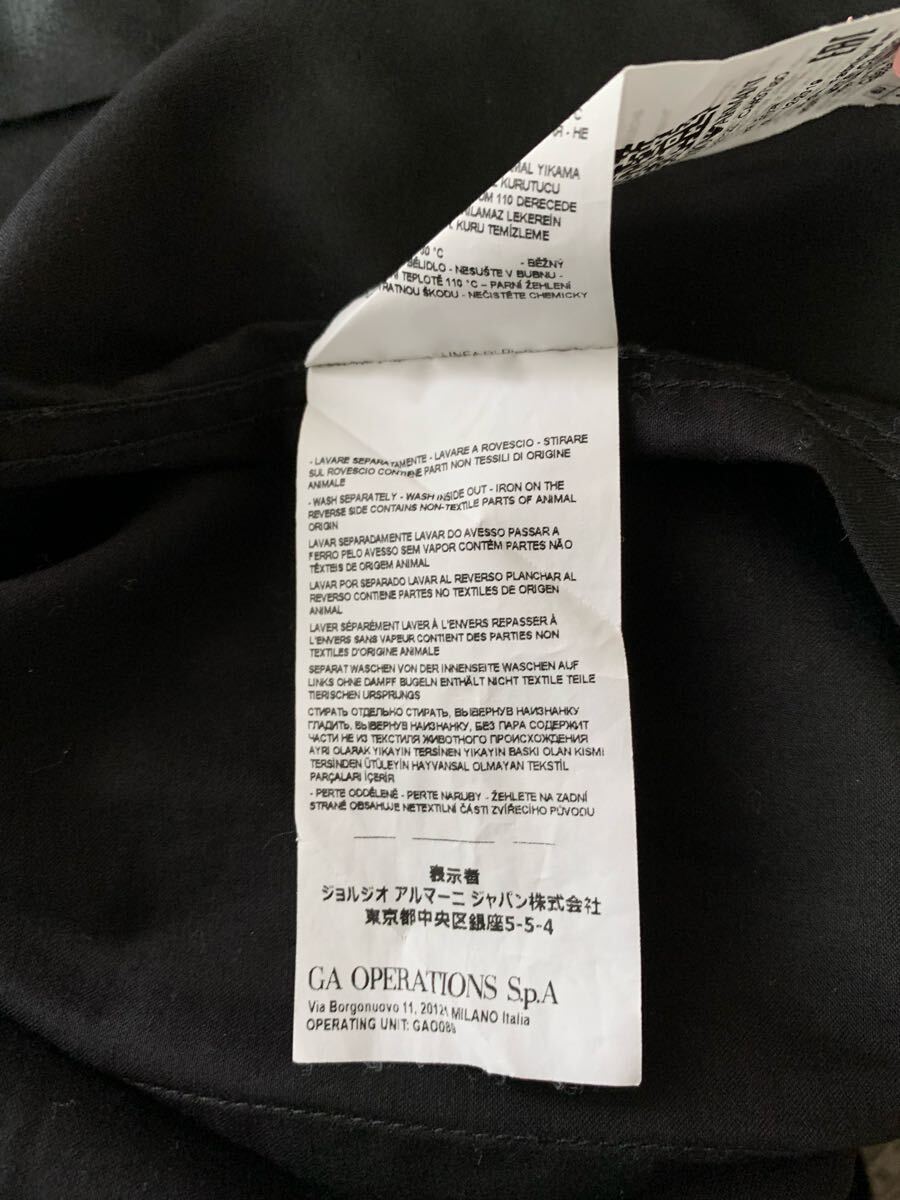 EAC
- HE
YIKAMA
KURUTUCU
110 DERECEDE
LEKEREİN
KURU TEMİZLEME
°C
- BĚŽNÝ
BĚLIDLO - NESUŠTE V BUBNU -
TEPLOTĚ 110 °C – PARNÍ ŽEHLENÍ
ŠKODU - NEČISTĚTE CHEMICKY
- LAVARE SEPARATAMENTE - LAVARE A ROVESCIO - STIRARE
SUL ROVESCIO CONTIENE PARTI NON TESSILI DI ORIGINE
ANIMALE
- WASH SEPARATELY - WASH INSIDE OUT - IRON ON THE
REVERSE SIDE CONTAINS NON-TEXTILE PARTS OF ANIMAL
ORIGIN
LAVAR SEPARADAMENTE LAVAR DO AVESSO PASSAR A
FERRO PELO AVESSO SEM VAPOR CONTÉM PARTES NÃO
TÊXTEIS DE ORIGEM ANIMAL
LAVAR POR SEPARADO LAVAR AL REVERSO PLANCHAR AL
REVERSO CONTIENE PARTES NO TEXTILES DE ORIGEN
ANIMAL
LAVER SÉPARÉMENT LAVER À L'ENVERS REPASSER À
L'ENVERS SANS VAPEUR CONTIENT DES PARTIES NON
TEXTILES D'ORIGINE ANIMALE
SEPARAT WASCHEN VON DER INNENSEITE WASCHEN AUF
LINKS OHNE DAMPF BUGELN ENTHÄLT NICHT TEXTILE TEILE
TIERISCHEN URSPRUNGS
СТИРАТЬ ОТДЕЛЬНО СТИРАТЬ, ВЫВЕРНУВ НАИЗНАНКУ
ГЛАДИТЬ, ВЫВЕРНУВ НАИЗНАНКУ, БЕЗ ПАРА СОДЕРЖИТ
ЧАСТИ НЕ ИЗ ТЕКСТИЛЯ ЖИВОТНОГО ПРОИСХОЖДЕНИЯ
AYRI OLARAK YIKAYIN TERSİNEN YIKAYIN BASKI OLAN KISMI
TERSİNDEN ÜTÜLEYİN HAYVANSAL OLMAYAN TEKSTİL
PARÇALARI İÇERİR
- PERTE ODDĚLENĚ - PERTE NARUBY - ŽEHLETE NA ZADNÍ
STRANĚ OBSAHUJE NETEXTILNÍ ČÁSTI ZVÍŘECÍHO PŮVODU
表示者
ジョルジオ アルマーニ ジャパン株式会社
東京都中央区銀座5-5-4
GA OPERATIONS S.p.A
Via Borgonuovo 11, 20121 MILANO Italia
OPERATING UNIT: